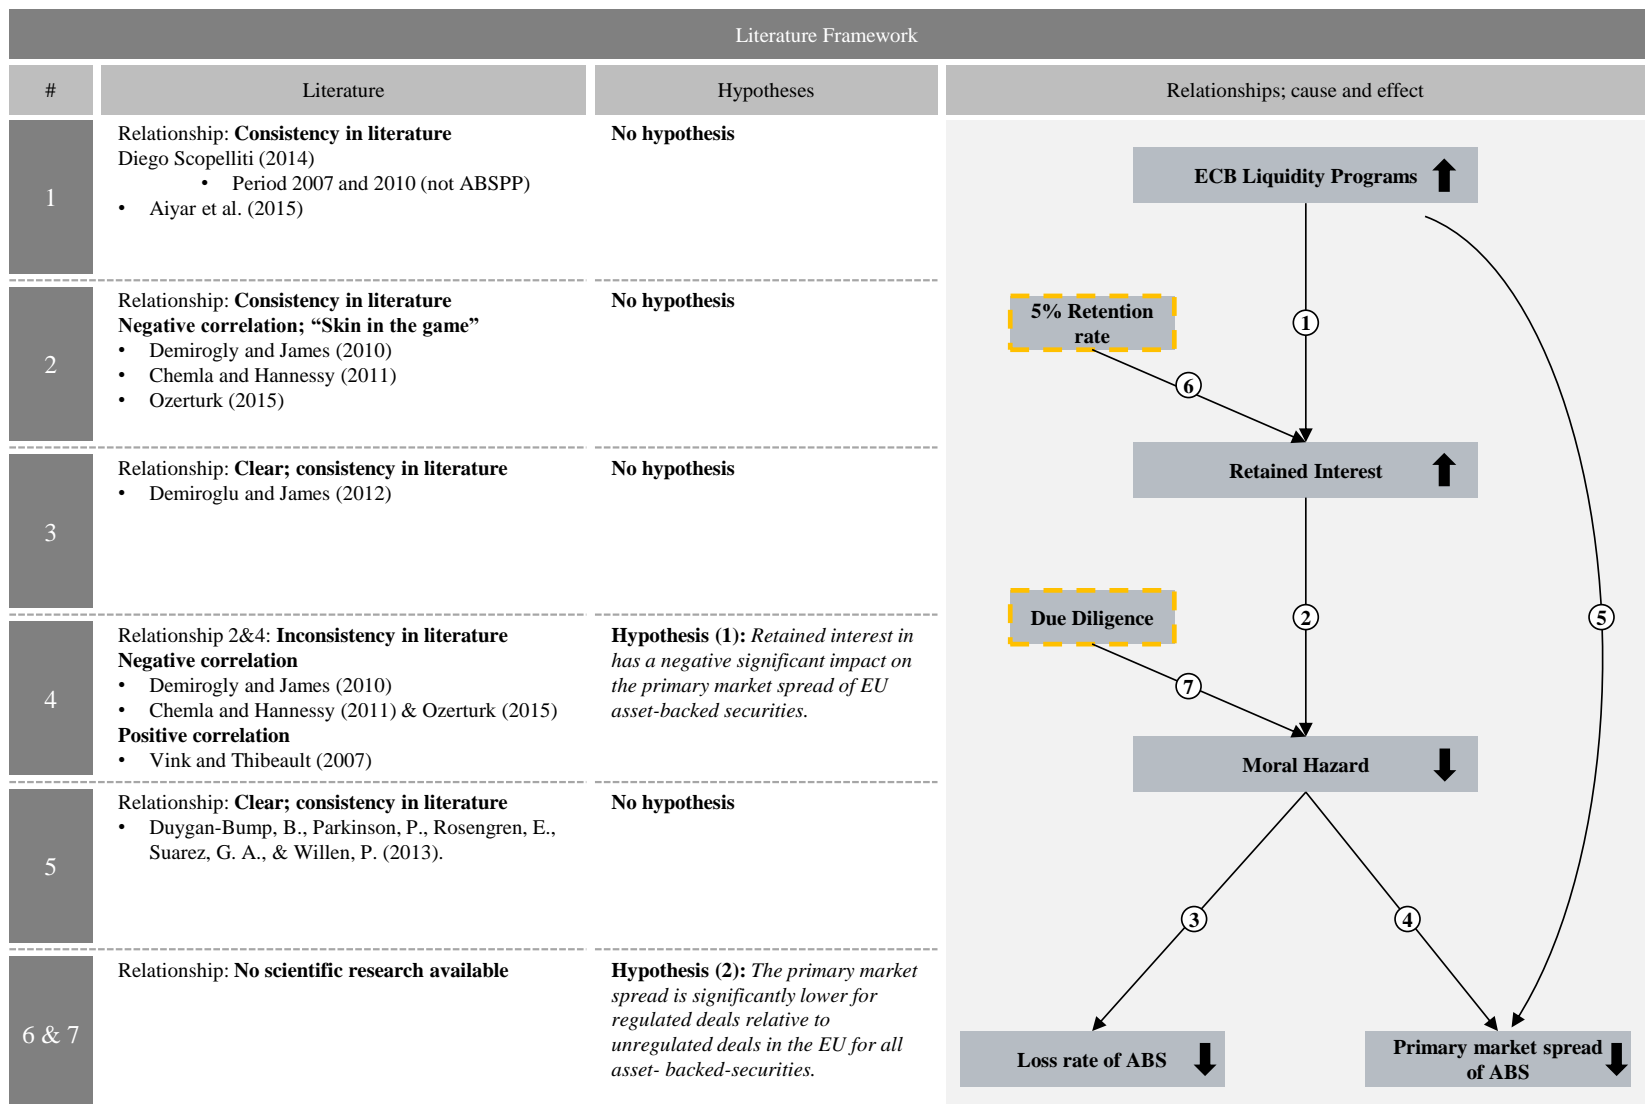 Literature Framework
#
Literature
Hypotheses
Relationships; cause and effect
1
Relationship: Consistency in literature
Diego Scopelliti (2014)
• Period 2007 and 2010 (not ABSPP)
• Aiyar et al. (2015)
No hypothesis
2
Relationship: Consistency in literature
Negative correlation; “Skin in the game”
• Demirogly and James (2010)
• Chemla and Hannessy (2011)
• Ozerturk (2015)
No hypothesis
3
Relationship: Clear; consistency in literature
• Demiroglu and James (2012)
No hypothesis
4
Relationship 2&4: Inconsistency in literature
Negative correlation
• Demirogly and James (2010)
• Chemla and Hannessy (2011) & Ozerturk (2015)
Positive correlation
• Vink and Thibeault (2007)
Hypothesis (1): Retained interest in
has a negative significant impact on
the primary market spread of EU
asset-backed securities.
5
Relationship: Clear; consistency in literature
• Duygan-Bump, B., Parkinson, P., Rosengren, E.,
Suarez, G. A., & Willen, P. (2013).
No hypothesis
6 & 7
Relationship: No scientific research available
Hypothesis (2): The primary market
spread is significantly lower for
regulated deals relative to
unregulated deals in the EU for all
asset- backed-securities.
ECB Liquidity Programs
5% Retention
rate
1
6
Retained Interest
Due Diligence
2
5
7
Moral Hazard
3
4
Loss rate of ABS
Primary market spread
of ABS